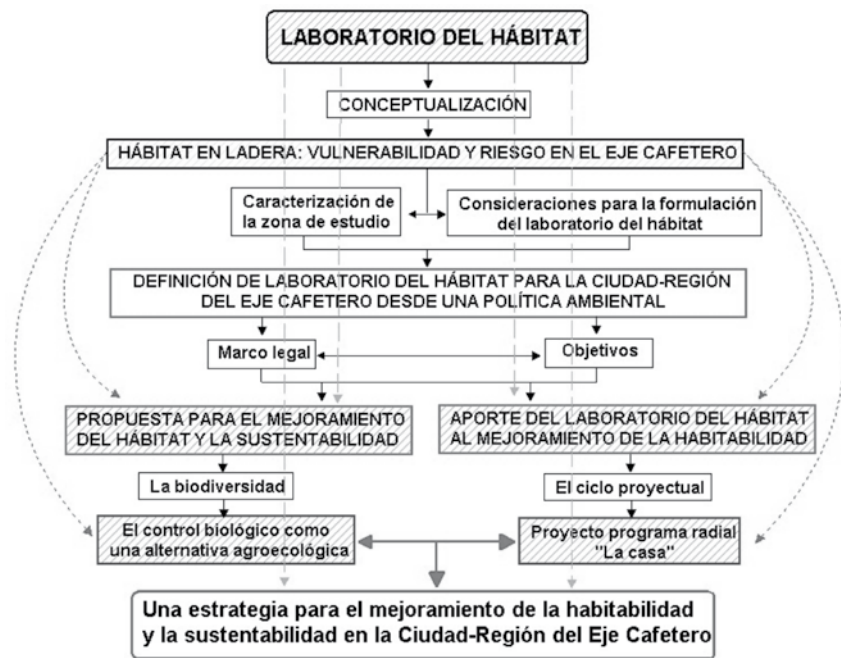 LABORATORIO DEL HÁBITAT
CONCEPTUALIZACIÓN
HÁBITAT EN LADERA: VULNERABILIDAD Y RIESGO EN EL EJE CAFETERO
Caracterización de
la zona de estudio
Consideraciones para la formulación
del laboratorio del hábitat
DEFINICIÓN DE LABORATORIO DEL HÁBITAT PARA LA CIUDAD-REGIÓN
DEL EJE CAFETERO DESDE UNA POLÍTICA AMBIENTAL
Marco legal
Objetivos
PROPUESTA PARA EL MEJORAMIENTO
DEL HÁBITAT Y LA SUSTENTABILIDAD
APORTE DEL LABORATORIO DEL HÁBITAT
AL MEJORAMIENTO DE LA HABITABILIDAD
La biodiversidad
El ciclo proyectual
El control biológico como
una alternativa agroecológica
Proyecto programa radial
"La casa"
Una estrategia para el mejoramiento de la habitabilidad
y la sustentabilidad en la Ciudad-Región del Eje Cafetero